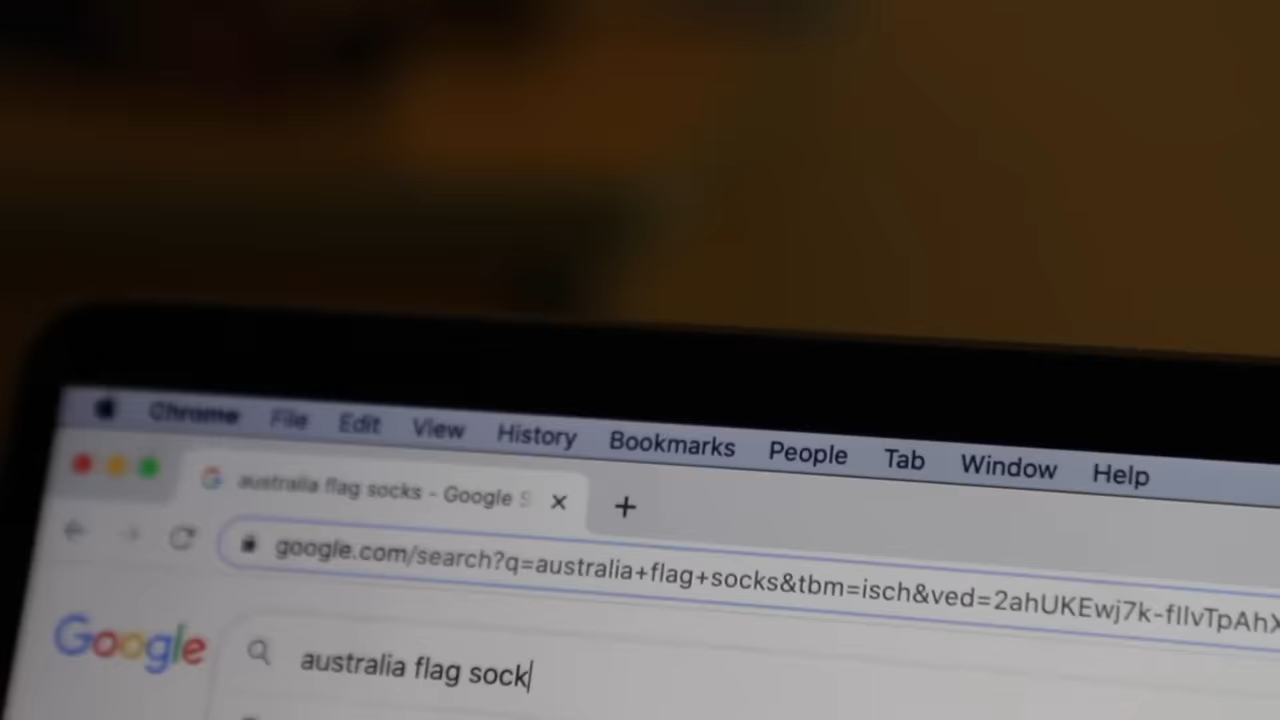 Chrome File Edit View History Bookmarks People Tab Window Help
australia flag socks - Google S
google.com/search?q=australia+flag+socks&tbm=isch&ved=2ahUKEwj7k-fIlvTpAhX
Google
australia flag sock